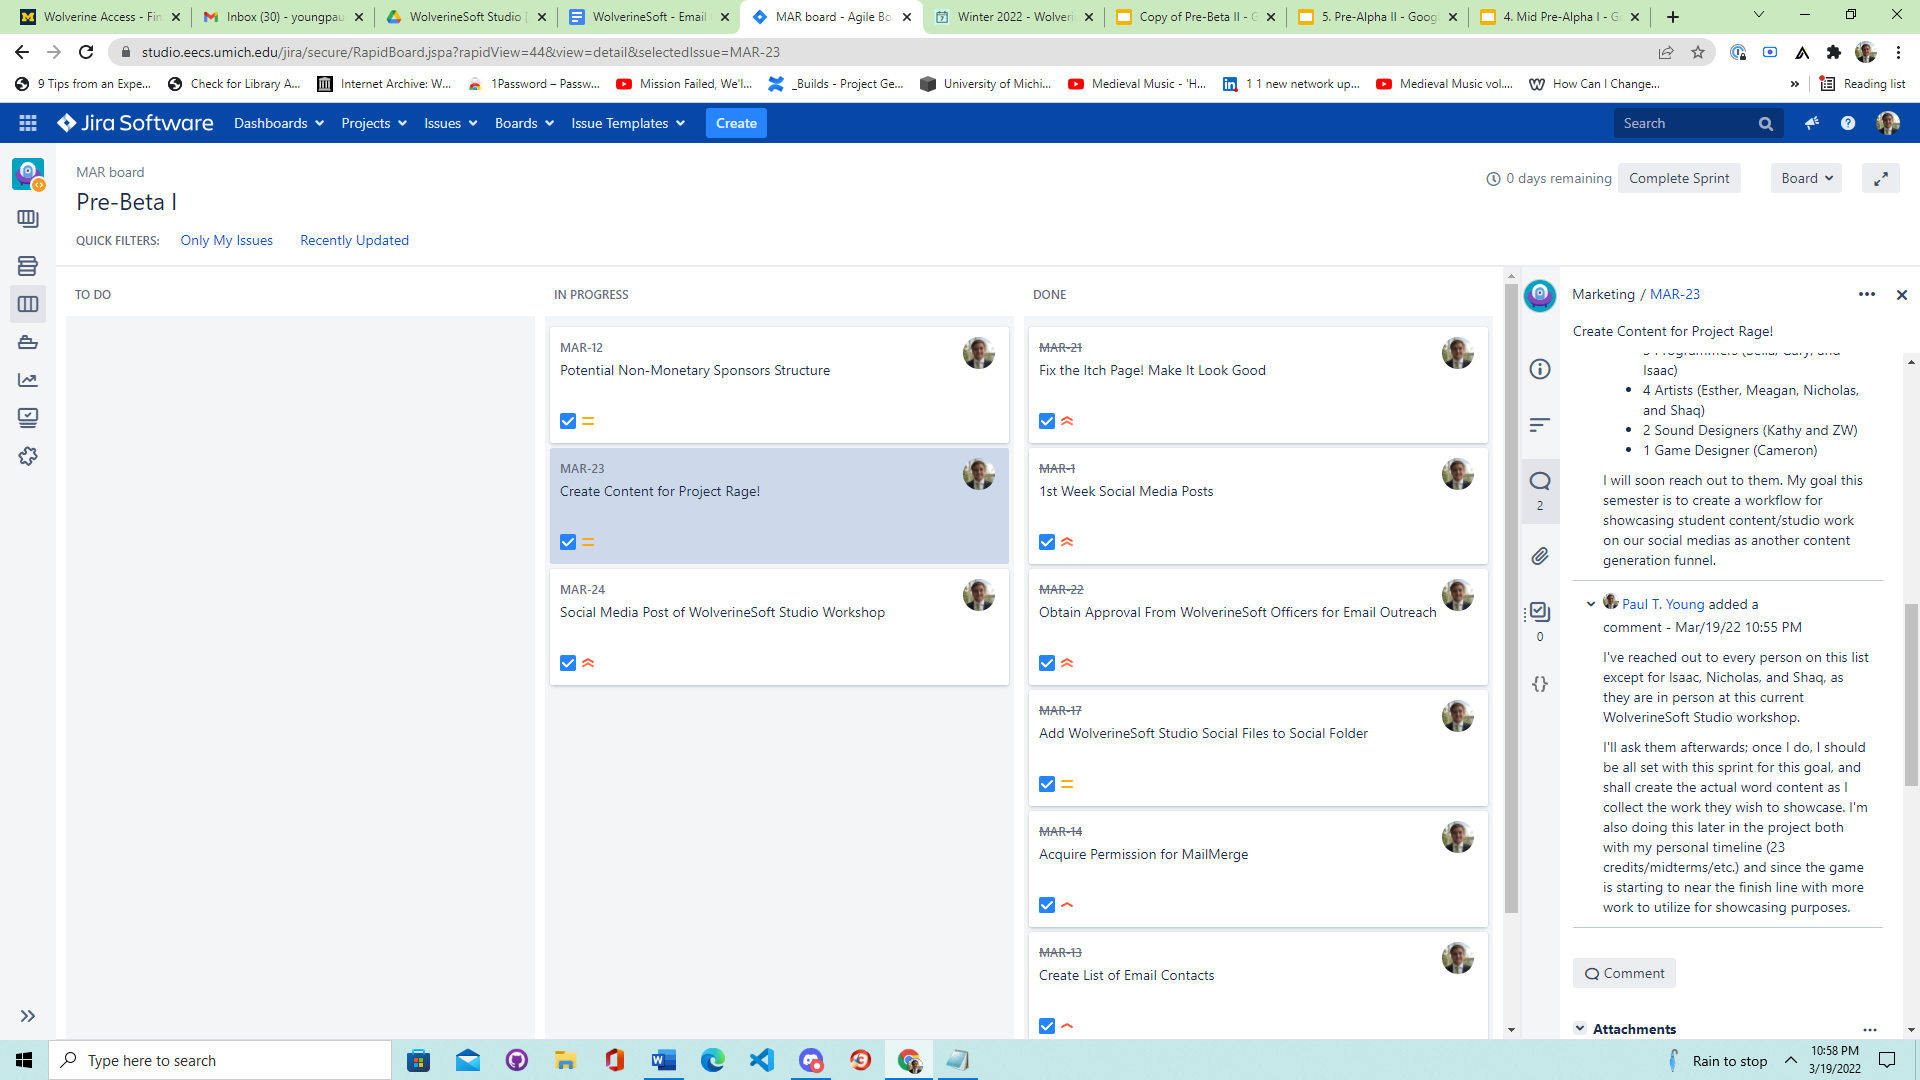 Wolverine Access - Fin
Inbox (30) - youngpau
WolverineSoft Studio
WolverineSoft - Email
MAR board - Agile Bo
Winter 2022 - Wolveri
Copy of Pre-Beta II - G
5. Pre-Alpha II - Googl
4. Mid Pre-Alpha I - G
studio.eecs.umich.edu/jira/secure/RapidBoard.jspa?rapidView=44&view=detail&selectedIssue=MAR-23
9 Tips from an Expe...
Check for Library A...
Internet Archive: W...
1Password – Passw...
Mission Failed, We'l...
_Builds - Project Ge...
University of Michi...
Medieval Music - 'H...
1 1 new network up...
Medieval Music vol....
How Can I Change...
»
Reading list
Jira Software
Dashboards
Projects
Issues
Boards
Issue Templates
Create
Search
MAR board
Pre-Beta I
0 days remaining
Complete Sprint
Board
QUICK FILTERS:
Only My Issues
Recently Updated
TO DO
IN PROGRESS
MAR-12
Potential Non-Monetary Sponsors Structure
MAR-23
Create Content for Project Rage!
MAR-24
Social Media Post of WolverineSoft Studio Workshop
DONE
MAR-21
Fix the Itch Page! Make It Look Good
MAR-1
1st Week Social Media Posts
MAR-22
Obtain Approval From WolverineSoft Officers for Email Outreach
MAR-17
Add WolverineSoft Studio Social Files to Social Folder
MAR-14
Acquire Permission for MailMerge
MAR-13
Create List of Email Contacts
2
0
{}
Marketing / MAR-23
Create Content for Project Rage!
3 Programmers (Bella, Cary, and
Isaac)
• 4 Artists (Esther, Meagan, Nicholas,
and Shaq)
• 2 Sound Designers (Kathy and ZW)
• 1 Game Designer (Cameron)
I will soon reach out to them. My goal this
semester is to create a workflow for
showcasing student content/studio work
on our social medias as another content
generation funnel.
Paul T. Young added a
comment - Mar/19/22 10:55 PM
I've reached out to every person on this list
except for Isaac, Nicholas, and Shaq, as
they are in person at this current
WolverineSoft Studio workshop.
I'll ask them afterwards; once I do, I should
be all set with this sprint for this goal, and
shall create the actual word content as I
collect the work they wish to showcase. I'm
also doing this later in the project both
with my personal timeline (23
credits/midterms/etc.) and since the game
is starting to near the finish line with more
work to utilize for showcasing purposes.
Comment
Attachments
Type here to search
Rain to stop
10:58 PM
3/19/2022